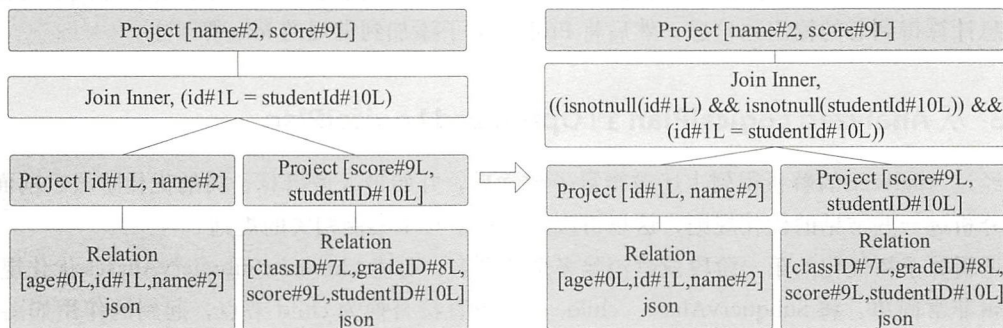 Project [name#2, score#9L]
Join Inner, (id#1L = studentId#10L)
Project [id#1L, name#2]
Project [score#9L,
studentID#10L]
Relation
[age#0L,id#1L,name#2]
json
Relation
[classID#7L,gradeID#8L,
score#9L,studentID#10L]
json
Project [name#2, score#9L]
Join Inner,
((isnotnull(id#1L) && isnotnull(studentId#10L)) &&
(id#1L = studentId#10L))
Project [id#1L, name#2]
Project [score#9L,
studentID#10L]
Relation
[age#0L,id#1L,name#2]
json
Relation
[classID#7L,gradeID#8L,
score#9L,studentID#10L]
json